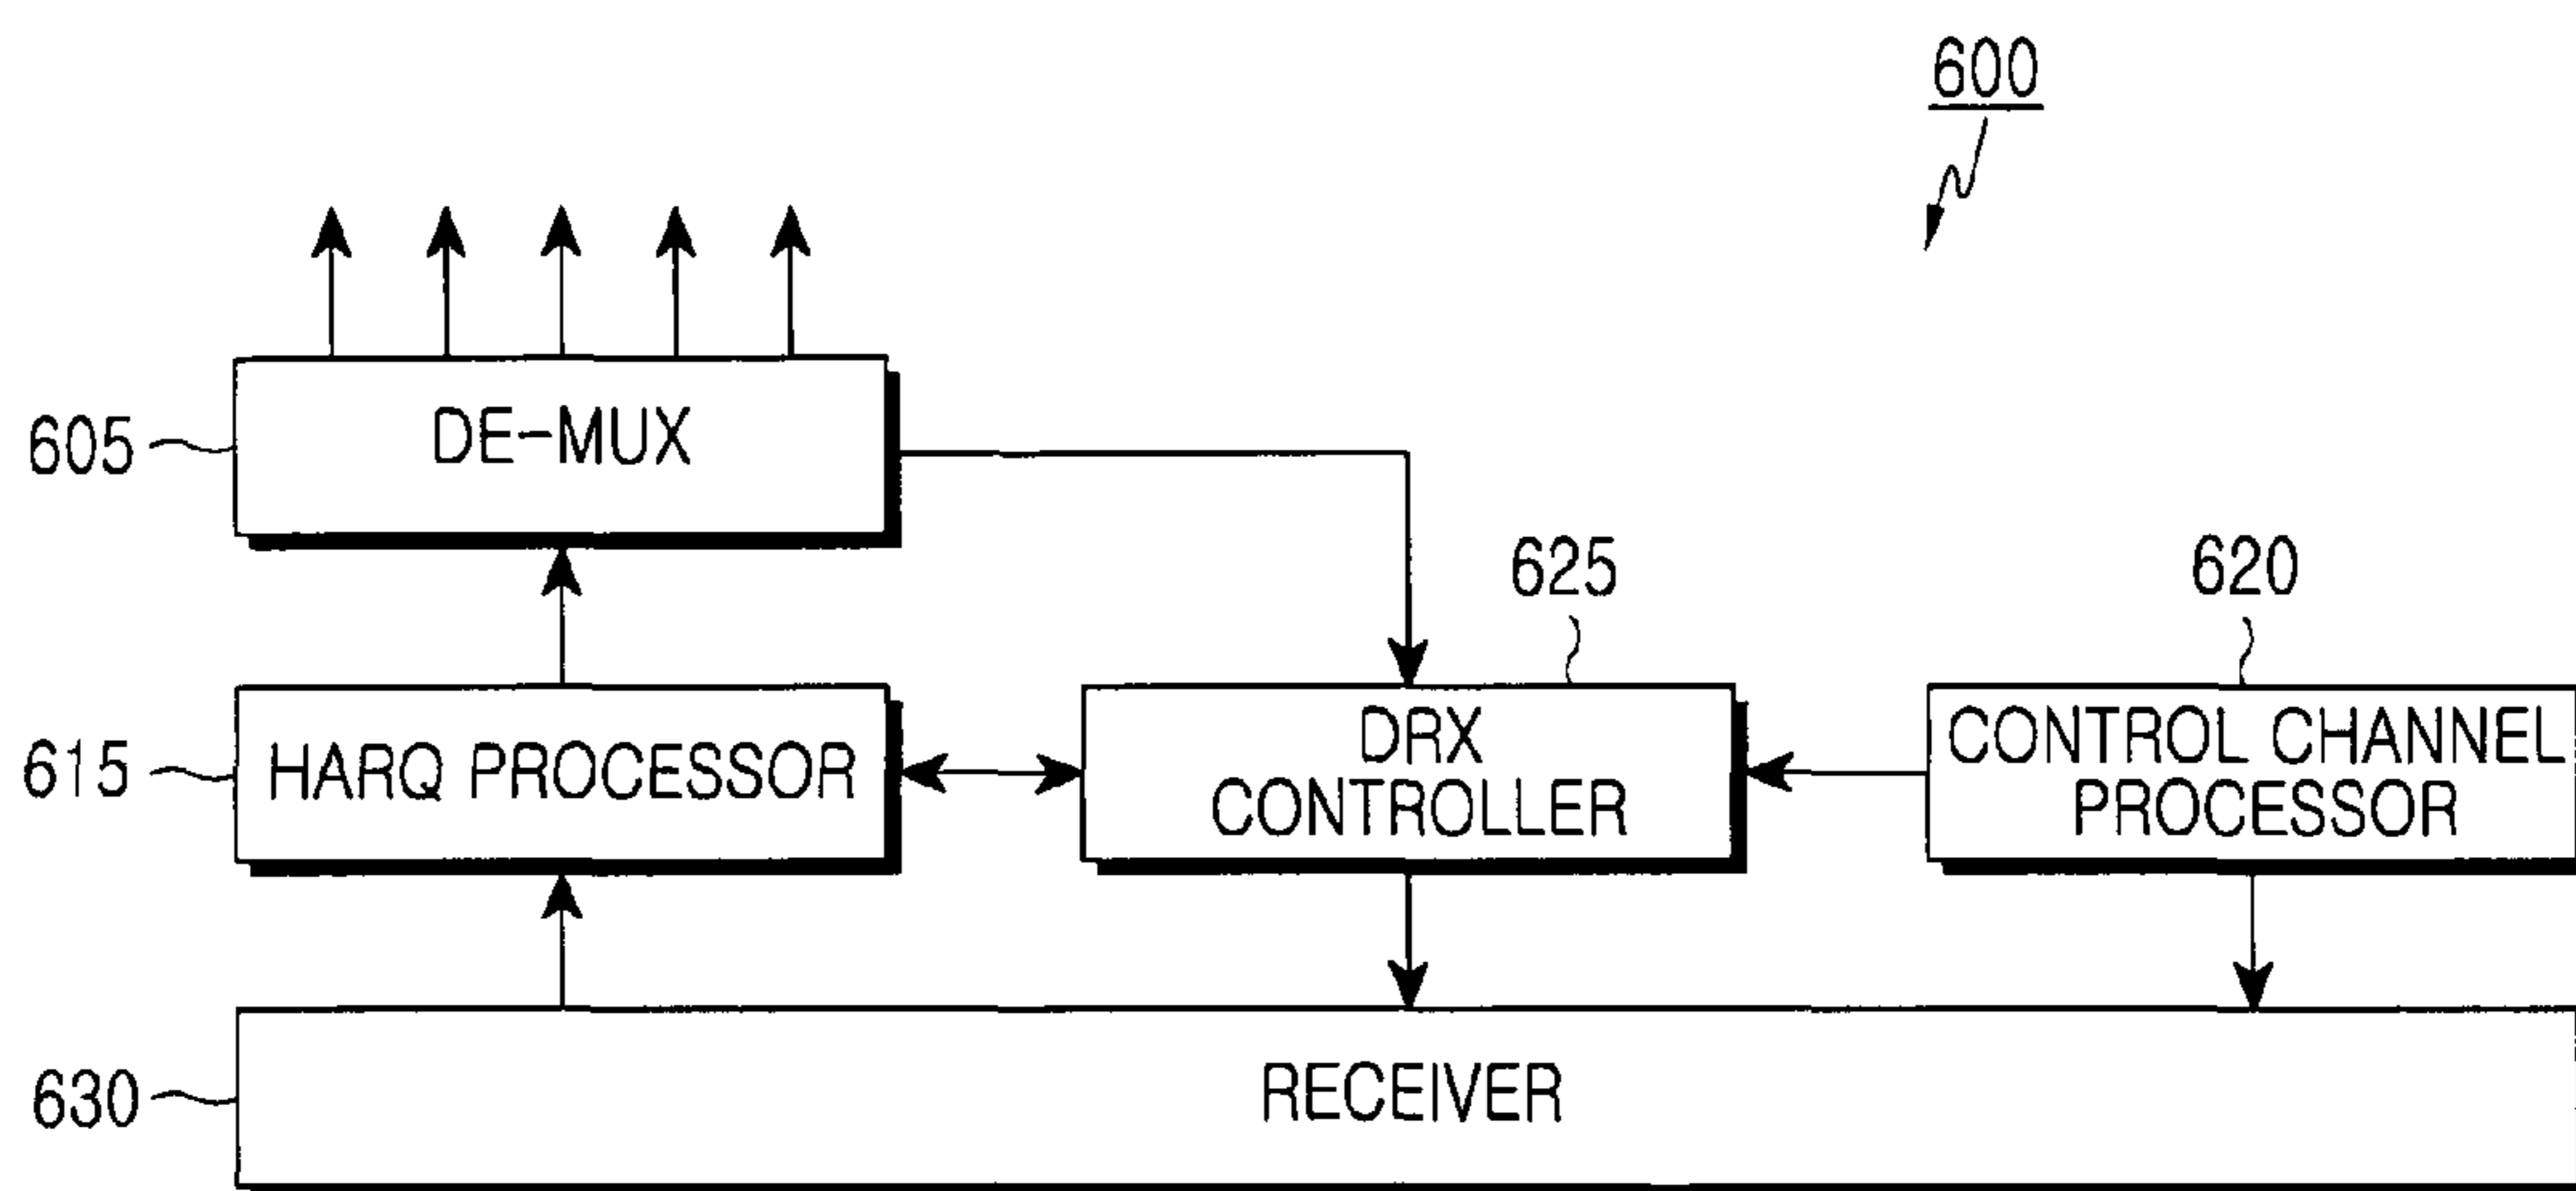 600
605
DE-MUX
625
620
615
HARQ PROCESSOR
DRX
CONTROLLER
CONTROL CHANNEL
PROCESSOR
630
RECEIVER